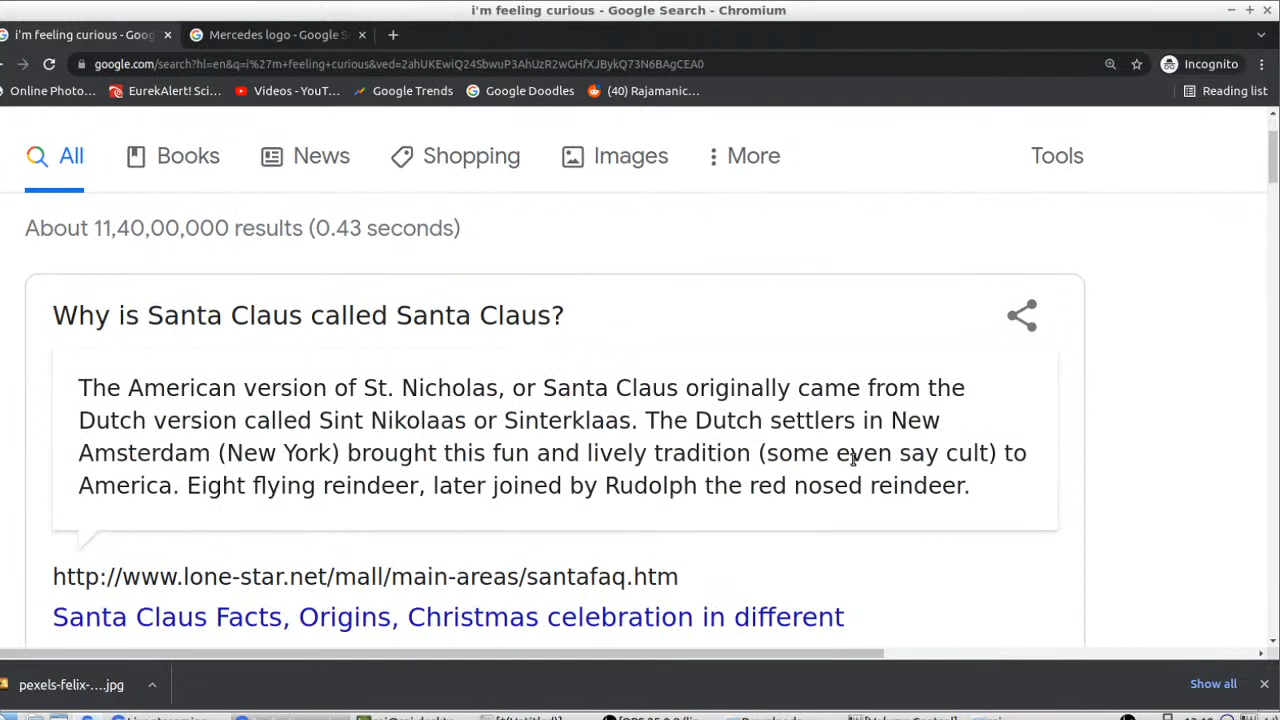 i'm feeling curious - Google Search - Chromium
i'm feeling curious - Goog
Mercedes logo - Google S
google.com/search?hl=en&q=i%27m+feeling+curious&ved=2ahUKEwiQ24SbwuP3AhUzR2wGHfXJBykQ73N6BAgCEA0
Incognito
Online Photo… EurekAlert! Sci… Videos - YouT… Google Trends Google Doodles (40) Rajamanic… Reading list
All Books News Shopping Images More Tools
About 11,40,00,000 results (0.43 seconds)
Why is Santa Claus called Santa Claus?
The American version of St. Nicholas, or Santa Claus originally came from the
Dutch version called Sint Nikolaas or Sinterklaas. The Dutch settlers in New
Amsterdam (New York) brought this fun and lively tradition (some even say cult) to
America. Eight flying reindeer, later joined by Rudolph the red nosed reindeer.
http://www.lone-star.net/mall/main-areas/santafaq.htm
Santa Claus Facts, Origins, Christmas celebration in different
pexels-felix-....jpg
Show all